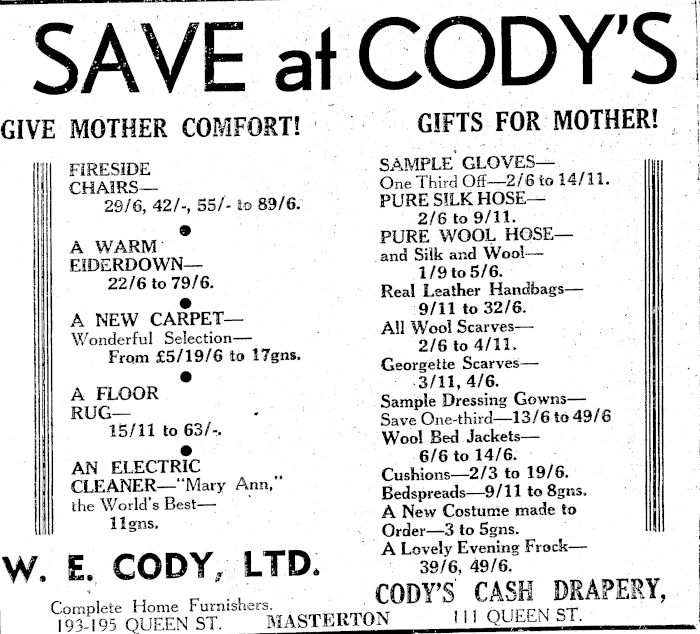 SAVE at CODY'S
GIVE MOTHER COMFORT!
FIRESIDE
CHAIRS—
29/6, 42/-, 55/- to 89/6.
A WARM
EIDERDOWN—
22/6 to 79/6.
A NEW CARPET—
Wonderful Selection—
From £5/19/6 to 17gns.
A FLOOR
RUG—
15/11 to 63/-.
AN ELECTRIC
CLEANER—"Mary Ann,"
the World's Best—
11gns.
W. E. CODY, LTD.
Complete Home Furnishers.
193-195 QUEEN ST.
GIFTS FOR MOTHER!
SAMPLE GLOVES—
One Third Off—2/6 to 14/11.
PURE SILK HOSE—
2/6 to 9/11.
PURE WOOL HOSE—
and Silk and Wool—
1/9 to 5/6.
Real Leather Handbags—
9/11 to 32/6.
All Wool Scarves—
2/6 to 4/11.
Georgette Scarves—
3/11, 4/6.
Sample Dressing Gowns—
Save One-third—13/6 to 49/6
Wool Bed Jackets—
6/6 to 14/6.
Cushions—2/3 to 19/6.
Bedspreads—9/11 to 8gns.
A New Costume made to
Order—3 to 5gns.
A Lovely Evening Frock—
39/6, 49/6.
CODY'S CASH DRAPERY,
111 QUEEN ST.
MASTERTON